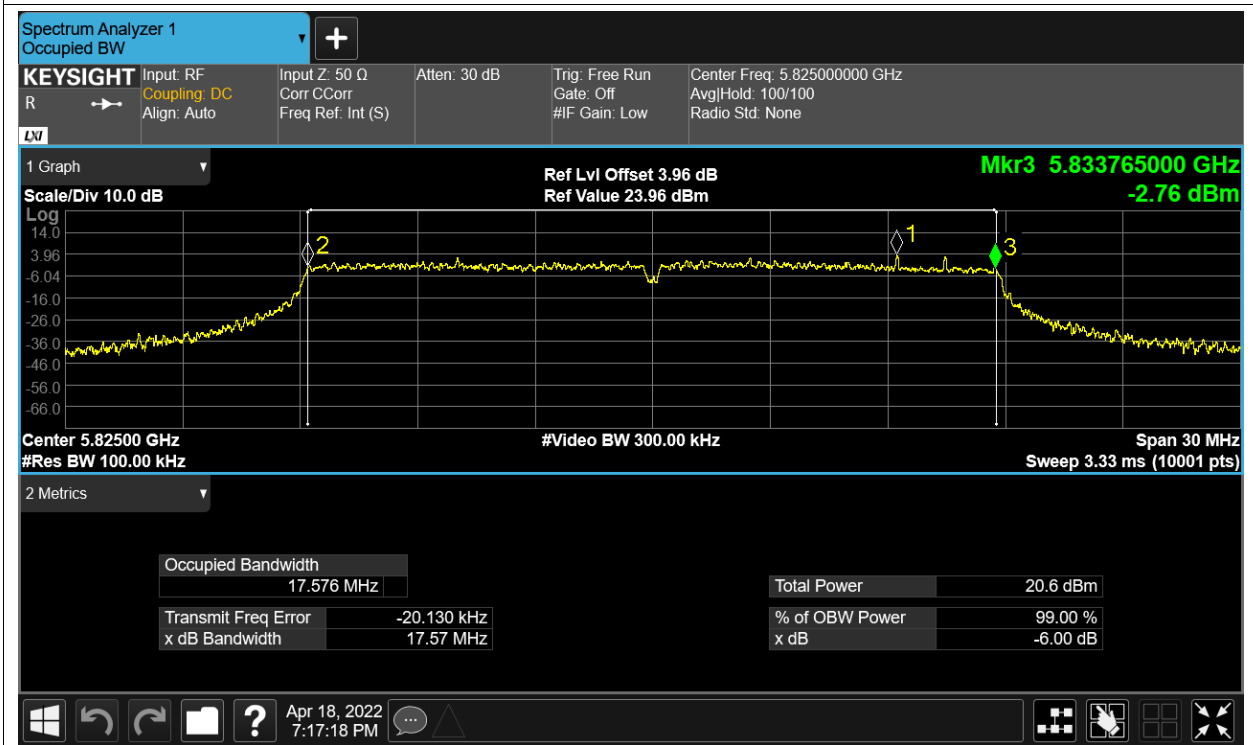 Spectrum Analyzer 1
Occupied BW
KEYSIGHT
R
LXI
Input: RF
Coupling: DC
Align: Auto
Input Z: 50 Ω
Corr CCorr
Freq Ref: Int (S)
Atten: 30 dB
Trig: Free Run
Gate: Off
#IF Gain: Low
Center Freq: 5.825000000 GHz
Avg|Hold: 100/100
Radio Std: None
1 Graph
Scale/Div 10.0 dB
Ref Lvl Offset 3.96 dB
Ref Value 23.96 dBm
Mkr3 5.833765000 GHz
-2.76 dBm
Log
14.0
3.96
-6.04
-16.0
-26.0
-36.0
-46.0
-56.0
-66.0
2
1
3
Center 5.82500 GHz
#Res BW 100.00 kHz
#Video BW 300.00 kHz
Span 30 MHz
Sweep 3.33 ms (10001 pts)
2 Metrics
Occupied Bandwidth
17.576 MHz
Transmit Freq Error -20.130 kHz
x dB Bandwidth 17.57 MHz
Total Power 20.6 dBm
% of OBW Power 99.00 %
x dB -6.00 dB
?
Apr 18, 2022
7:17:18 PM